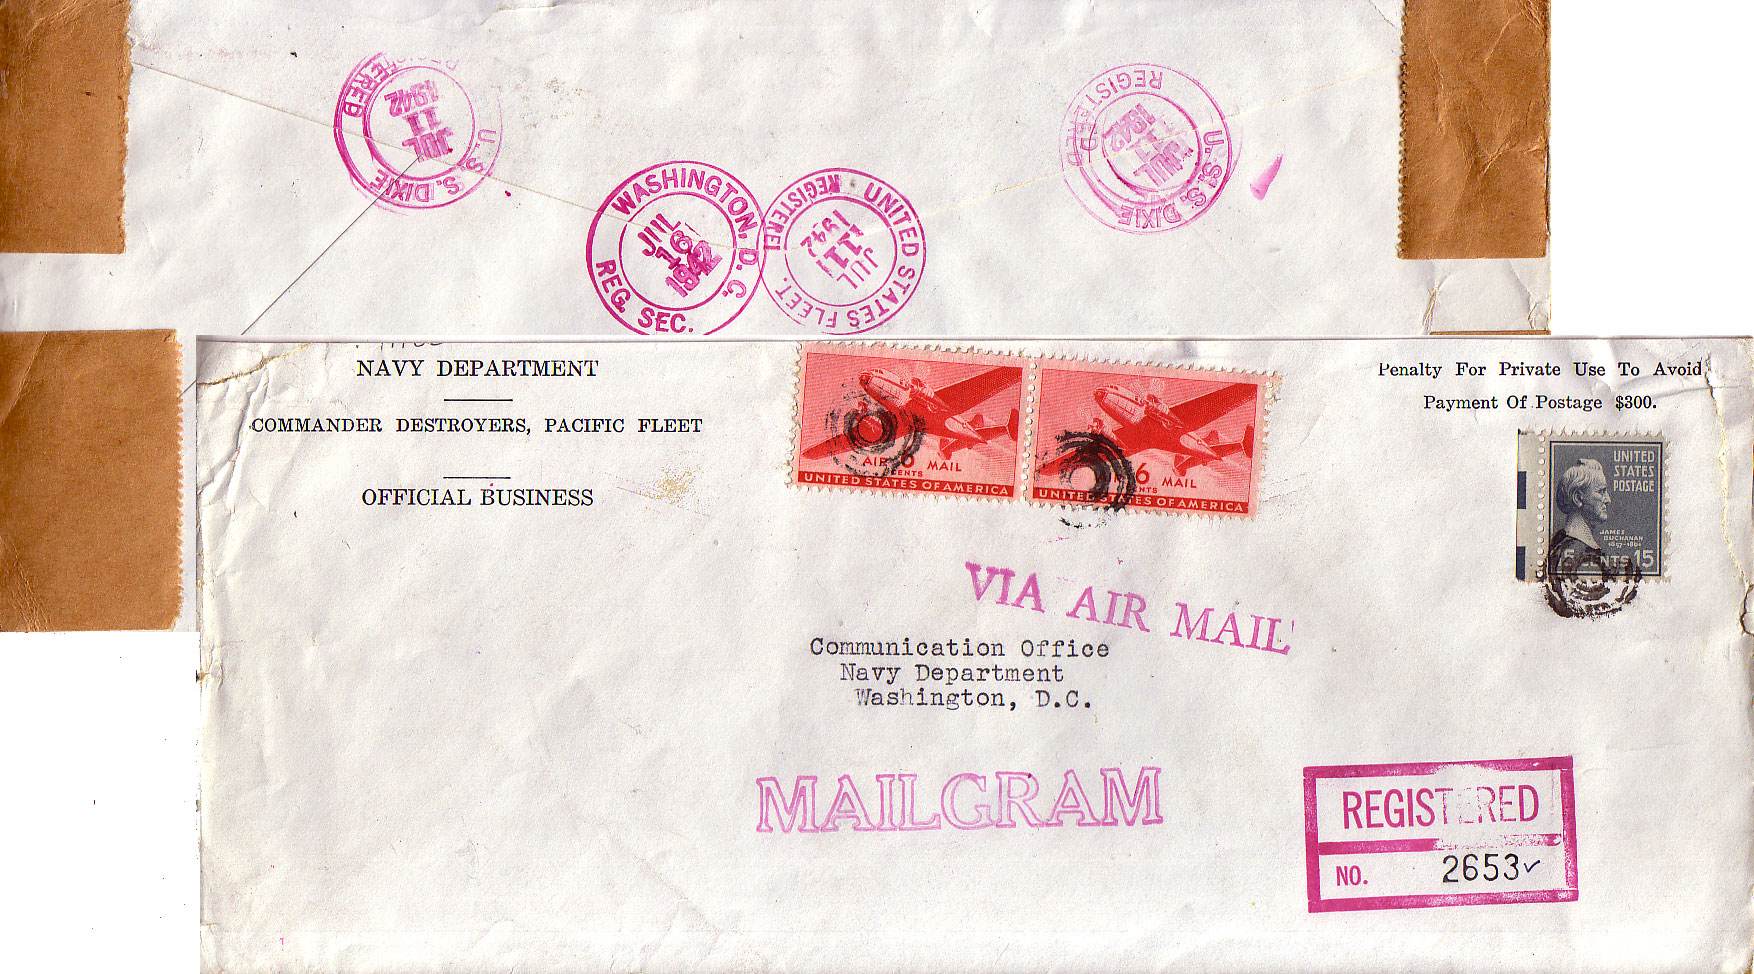 U.S.S. DIXIE
REGISTERED
JUL
11
1942
WASHINGTON, D.C.
JUL
16
1942
REG. SEC.
UNITED STATES FLEET.
REGISTERE
JUL
11
1942
U.S.S. DIXIE
REGISTERED
JUL
11
1942
NAVY DEPARTMENT
COMMANDER DESTROYERS, PACIFIC FLEET
OFFICIAL BUSINESS
AIR 6 MAIL
CENTS
UNITED STATES OF AMERICA
6 MAIL
CENTS
UNITED STATES OF AMERICA
Penalty For Private Use To Avoid
Payment Of Postage $300.
UNITED
STATES
POSTAGE
JAMES
BUCHANAN
1857-1861
CENTS 15
VIA AIR MAIL
Communication Office
Navy Department
Washington, D.C.
MAILGRAM
REGISTERED
NO. 2653